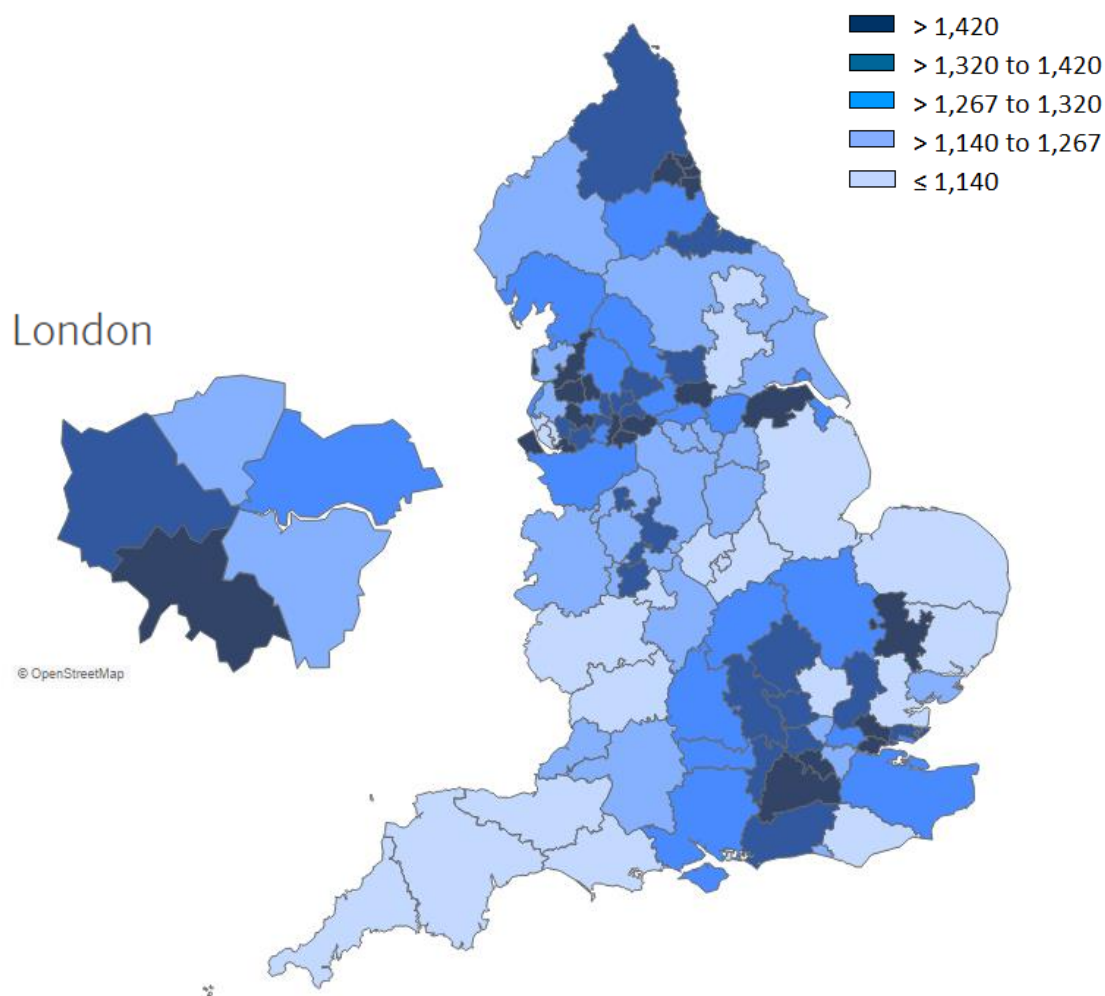 > 1,420
> 1,320 to 1,420
> 1,267 to 1,320
> 1,140 to 1,267
≤ 1,140
London
© OpenStreetMap